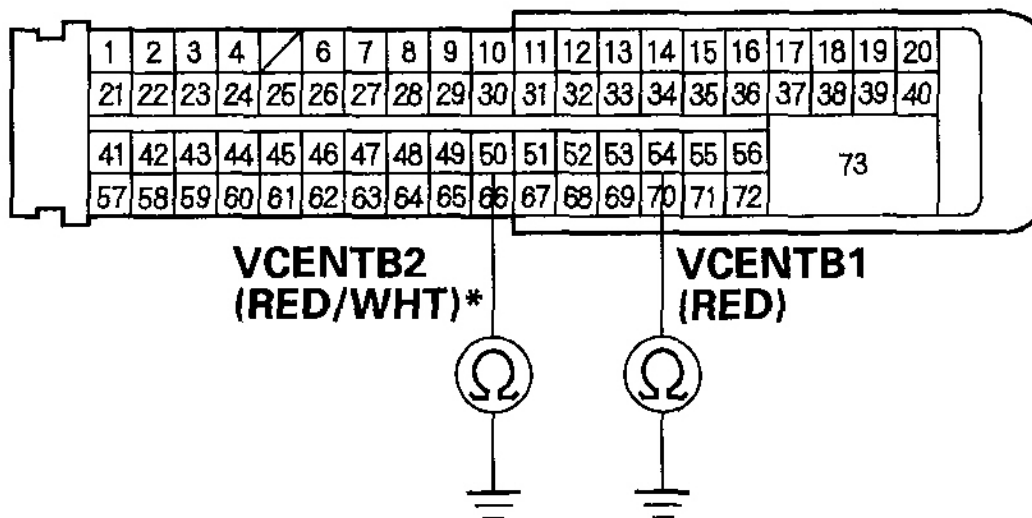 1 2 3 4 6 7 8 9 10 11 12 13 14 15 16 17 18 19 20
21 22 23 24 25 26 27 28 29 30 31 32 33 34 35 36 37 38 39 40
41 42 43 44 45 46 47 48 49 50 51 52 53 54 55 56 73
57 58 59 60 61 62 63 64 65 66 67 68 69 70 71 72
VCENTB2 VCENTB1
(RED/WHT)* (RED)
Ω Ω